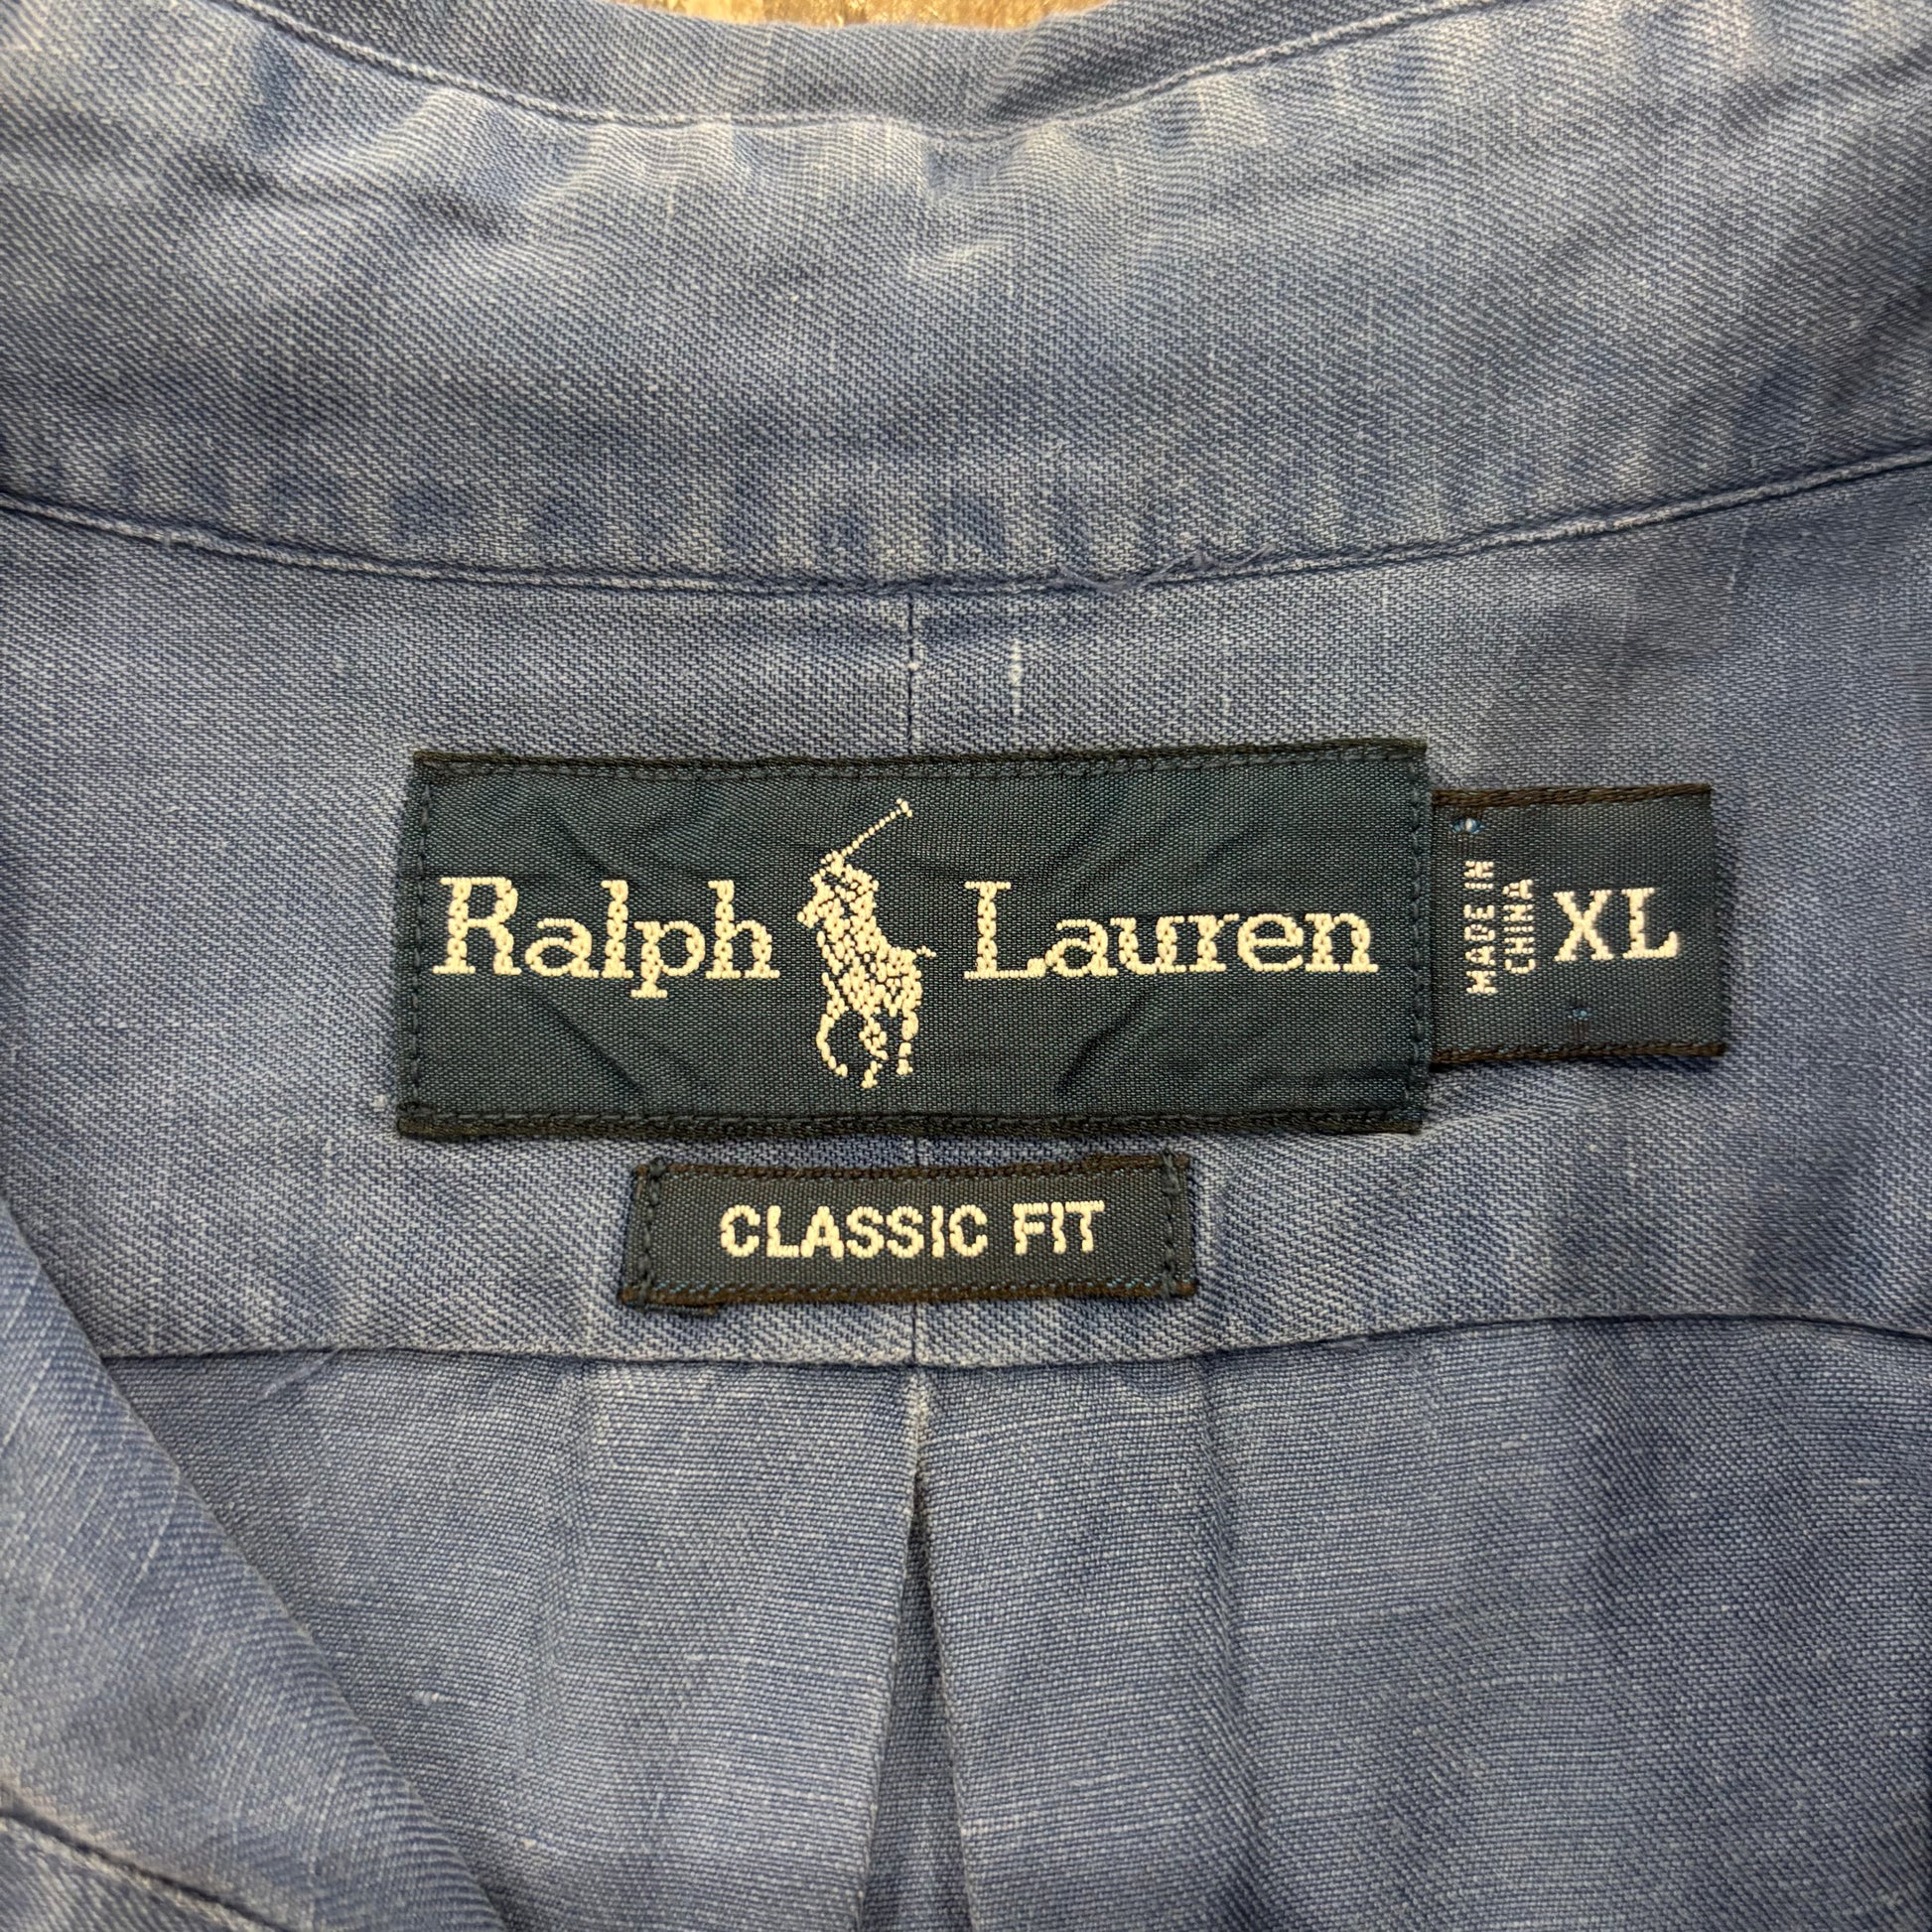 Ralph Lauren
MADE IN
CHINA
XL
CLASSIC FIT